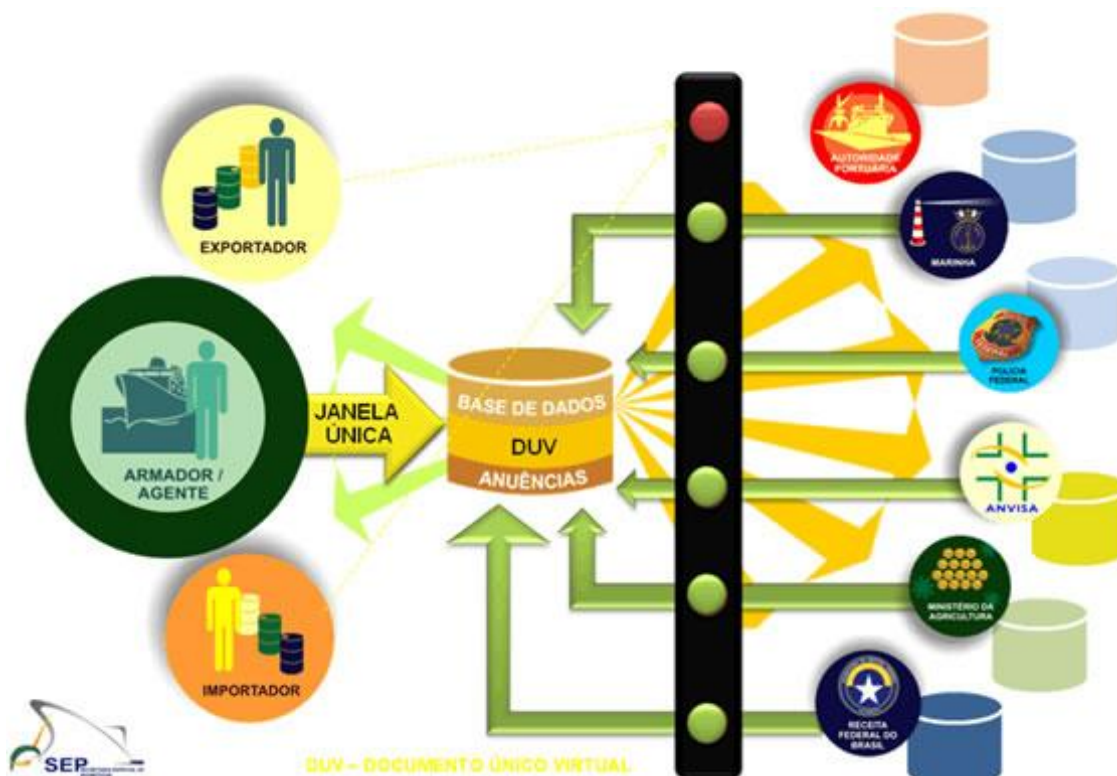 EXPORTADOR
ARMADOR /
AGENTE
IMPORTADOR
JANELA
ÚNICA
BASE DE DADOS
DUV
ANUÊNCIAS
AUTORIDADE
PORTUÁRIA
MARINHA
POLÍCIA
FEDERAL
ANVISA
MINISTÉRIO DA
AGRICULTURA
RECEITA
FEDERAL DO
BRASIL
SEP
DUV – DOCUMENTO ÚNICO VIRTUAL